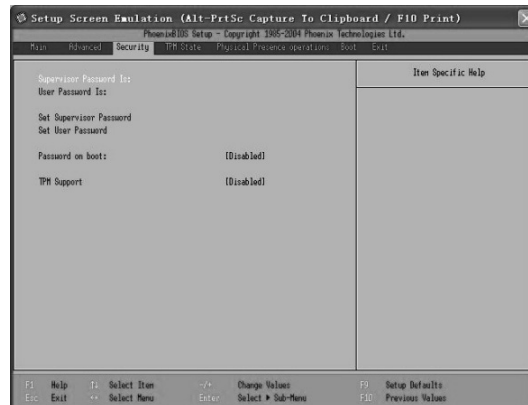 Setup Screen Emulation (Alt-PrtSc Capture To Clipboard / F10 Print)
PhoenixBIOS Setup - Copyright 1985-2004 Phoenix Technologies Ltd.
Main Advanced Security TPM State Physical Presence operations Boot Exit
Item Specific Help
Supervisor Password Is:
User Password Is:
Set Supervisor Password
Set User Password
Password on boot: [Disabled]
TPM Support [Disabled]
F1 Help ↑↓ Select Item -/+ Change Values F9 Setup Defaults
Esc Exit ↔ Select Menu Enter Select ▶ Sub-Menu F10 Previous Values